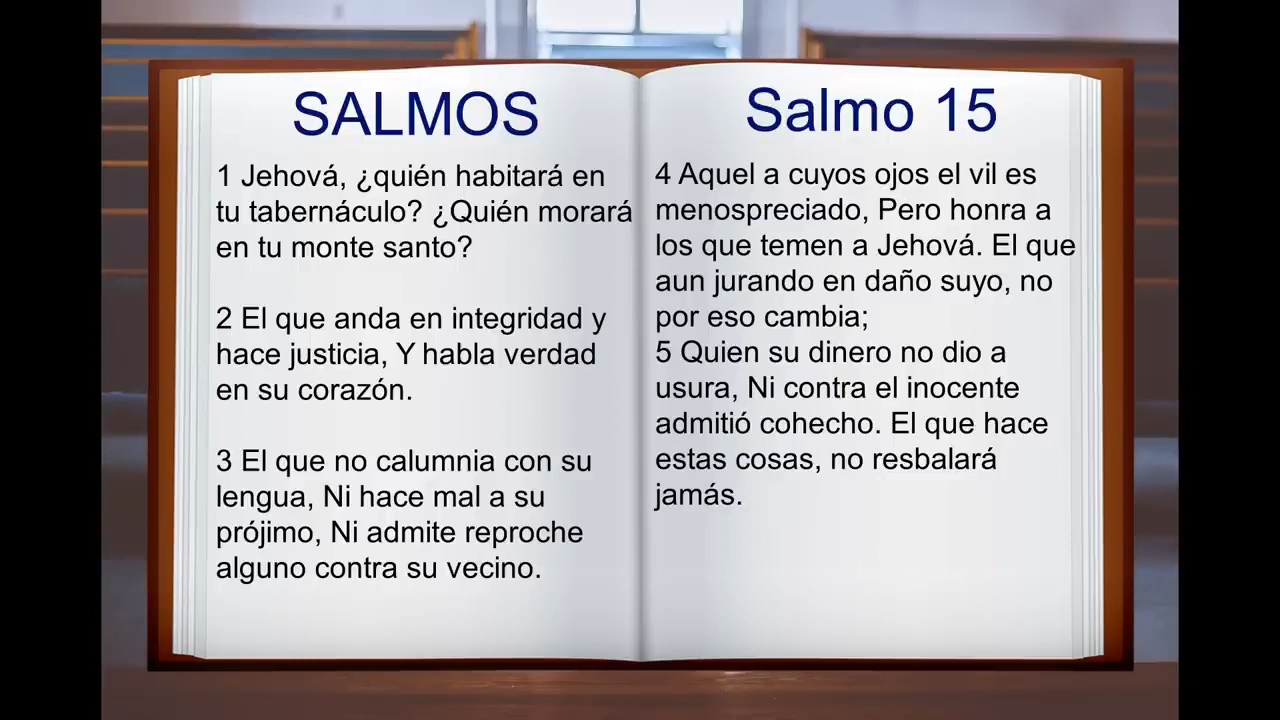 SALMOS
1 Jehová, ¿quién habitará en
tu tabernáculo? ¿Quién morará
en tu monte santo?
2 El que anda en integridad y
hace justicia, Y habla verdad
en su corazón.
3 El que no calumnia con su
lengua, Ni hace mal a su
prójimo, Ni admite reproche
alguno contra su vecino.
Salmo 15
4 Aquel a cuyos ojos el vil es
menospreciado, Pero honra a
los que temen a Jehová. El que
aun jurando en daño suyo, no
por eso cambia;
5 Quien su dinero no dio a
usura, Ni contra el inocente
admitió cohecho. El que hace
estas cosas, no resbalará
jamás.